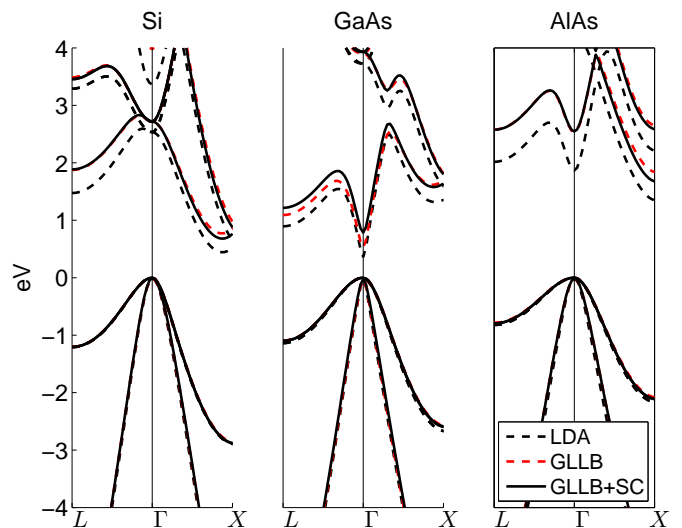 Si GaAs AlAs
4
3
2
1
0
−1
−2
−3
−4
eV
L Γ X
L Γ X
L Γ X
LDA
GLLB
GLLB+SC